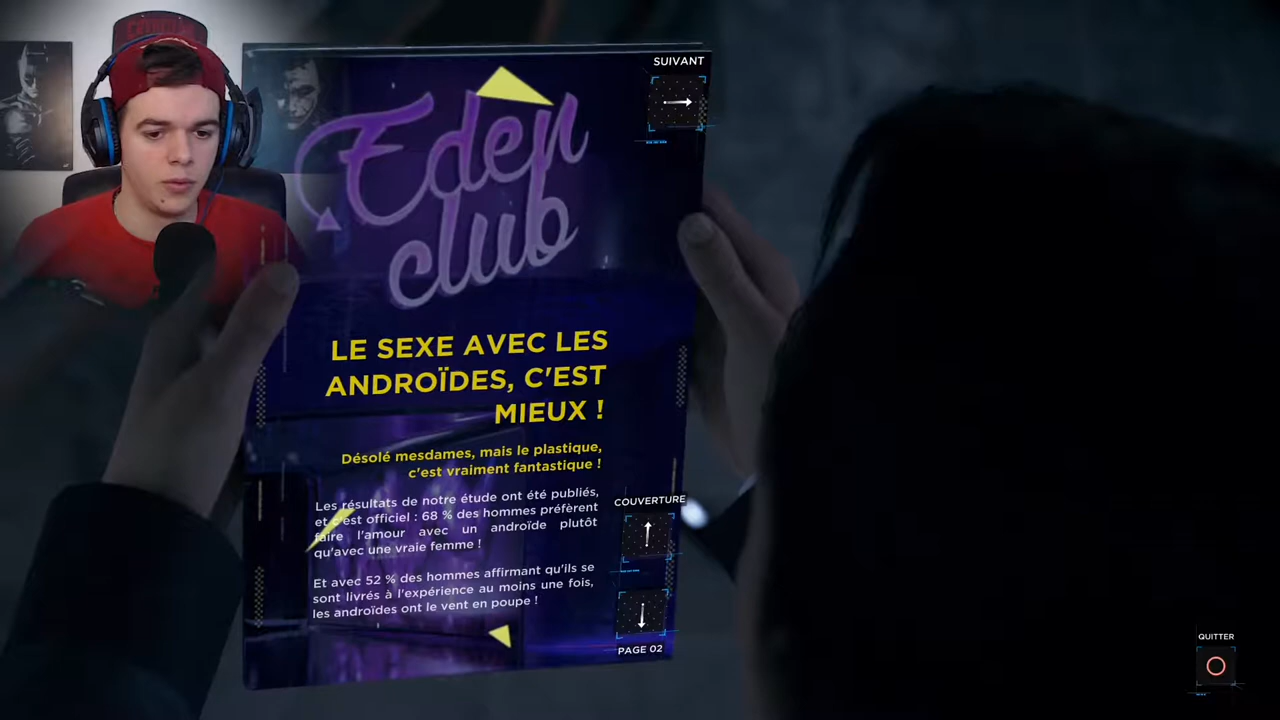 SUIVANT
Eden
club
LE SEXE AVEC LES
ANDROÏDES, C'EST
MIEUX !
Désolé mesdames, mais le plastique,
c'est vraiment fantastique !
Les résultats de notre étude ont été publiés,
et c'est officiel : 68 % des hommes préfèrent
faire l'amour avec un androïde plutôt
qu'avec une vraie femme !
Et avec 52 % des hommes affirmant qu'ils se
sont livrés à l'expérience au moins une fois,
les androïdes ont le vent en poupe !
COUVERTURE
PAGE 02
QUITTER